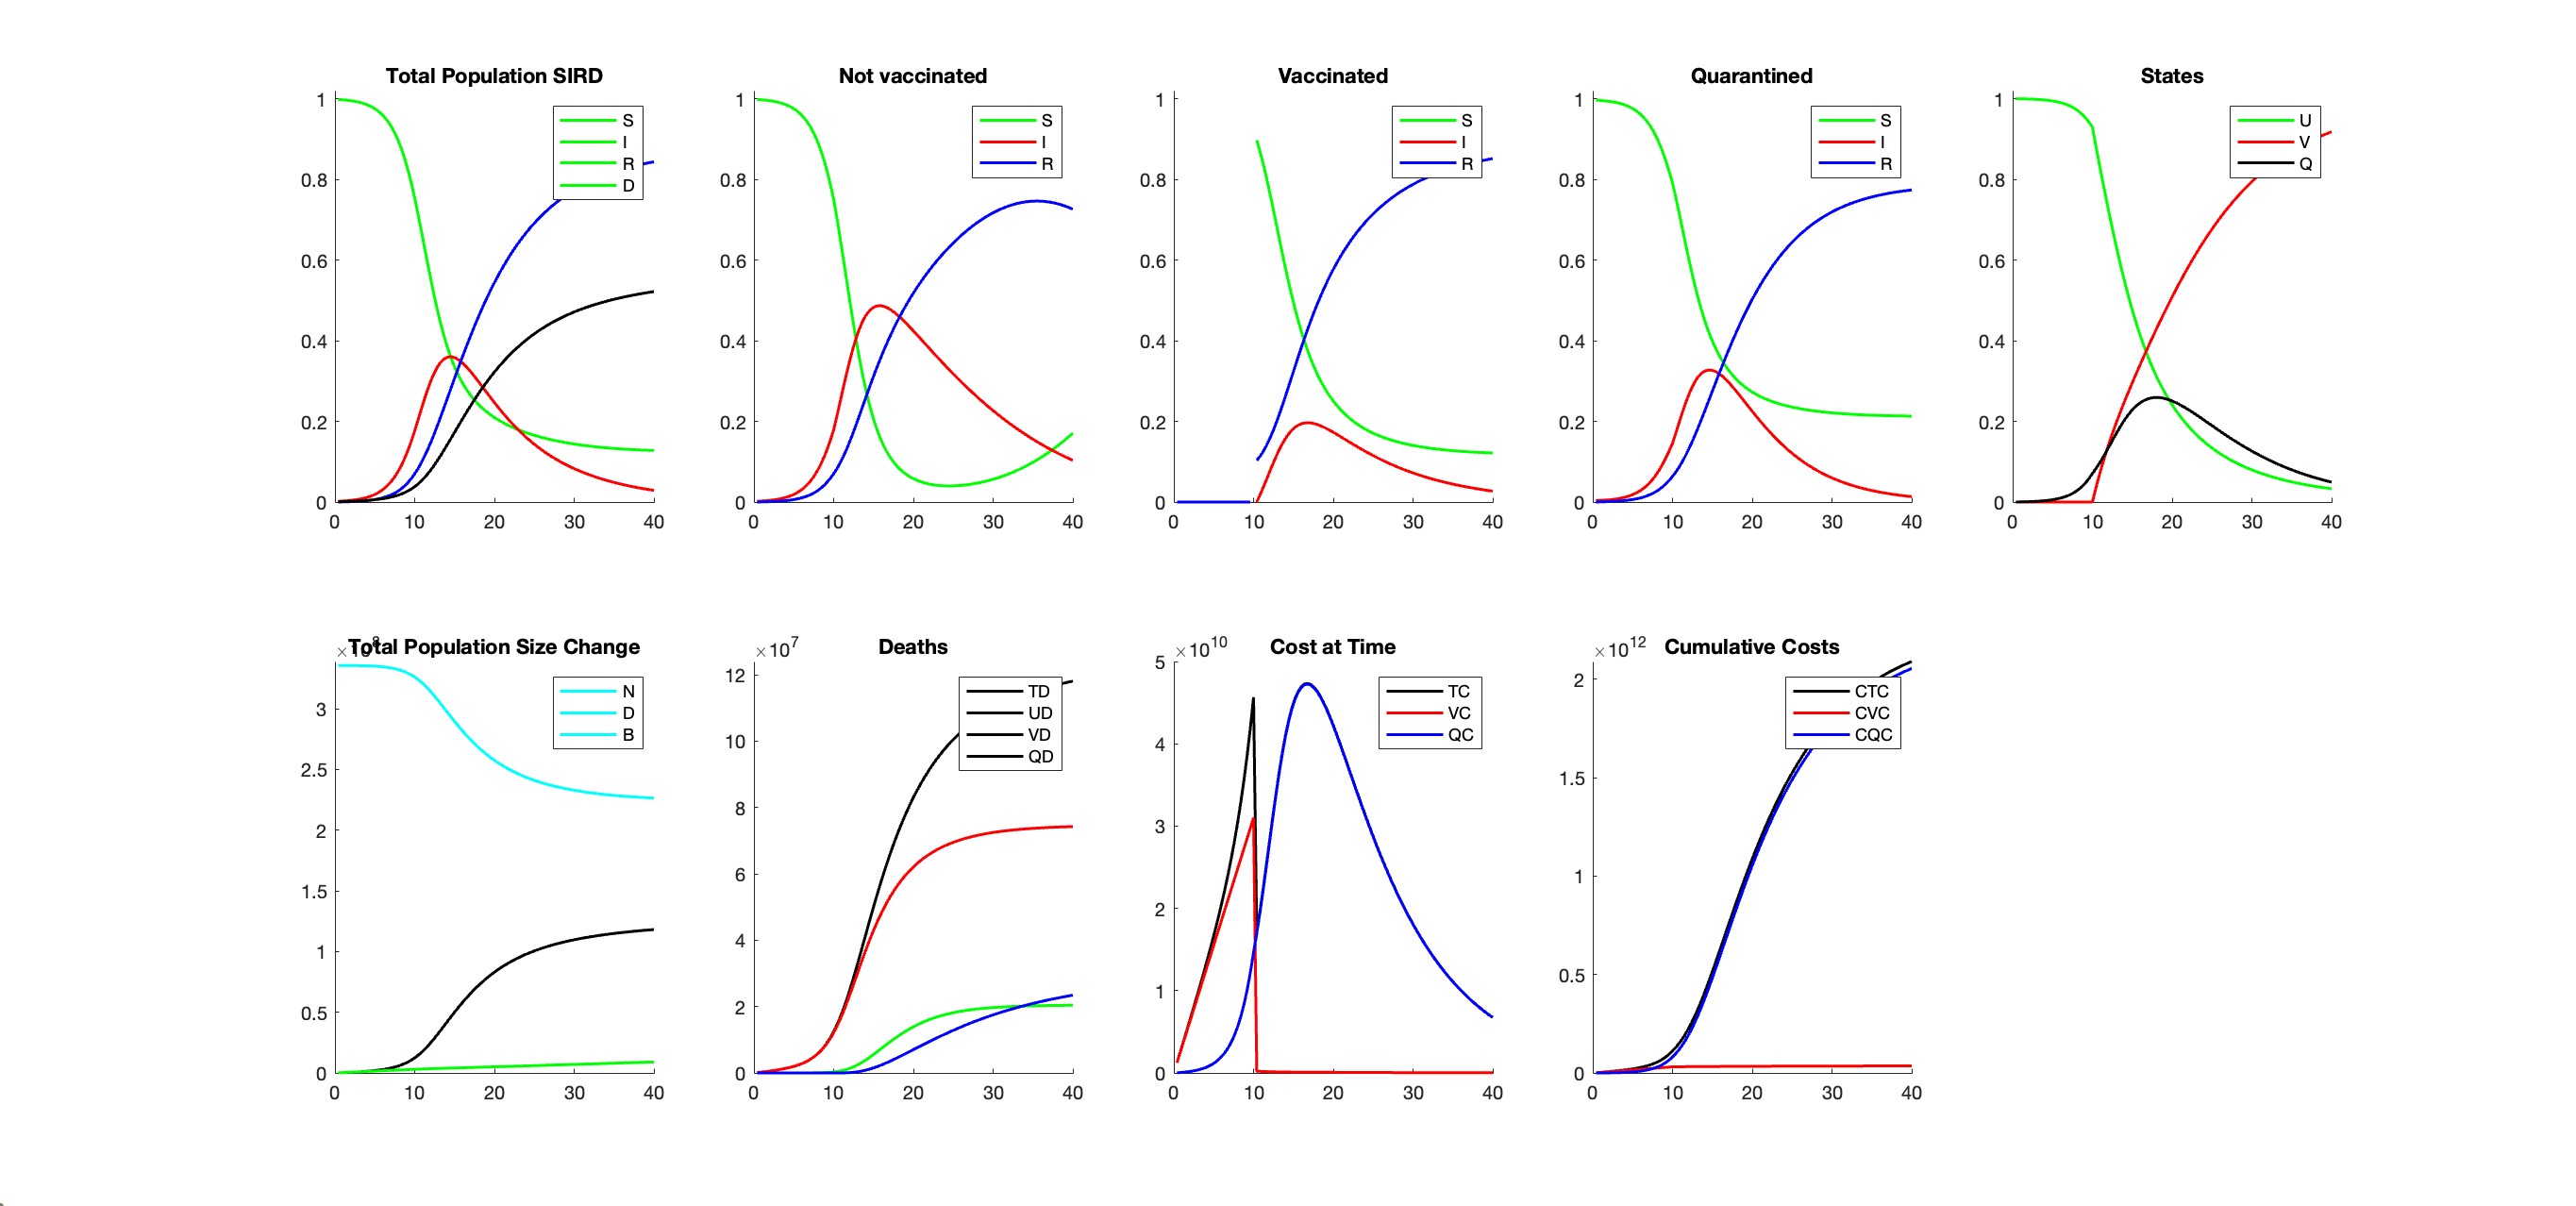 Total Population SIRD
1
0.8
0.6
0.4
0.2
0
0 10 20 30 40
S
I
R
D
Not vaccinated
1
0.8
0.6
0.4
0.2
0
0 10 20 30 40
S
I
R
Vaccinated
1
0.8
0.6
0.4
0.2
0
0 10 20 30 40
S
I
R
Quarantined
1
0.8
0.6
0.4
0.2
0
0 10 20 30 40
S
I
R
States
1
0.8
0.6
0.4
0.2
0
0 10 20 30 40
U
V
Q
×10⁸
Total Population Size Change
3
2.5
2
1.5
1
0.5
0
0 10 20 30 40
N
D
B
×10⁷
Deaths
12
10
8
6
4
2
0
0 10 20 30 40
TD
UD
VD
QD
×10¹⁰
Cost at Time
5
4
3
2
1
0
0 10 20 30 40
TC
VC
QC
×10¹²
Cumulative Costs
2
1.5
1
0.5
0
0 10 20 30 40
CTC
CVC
CQC